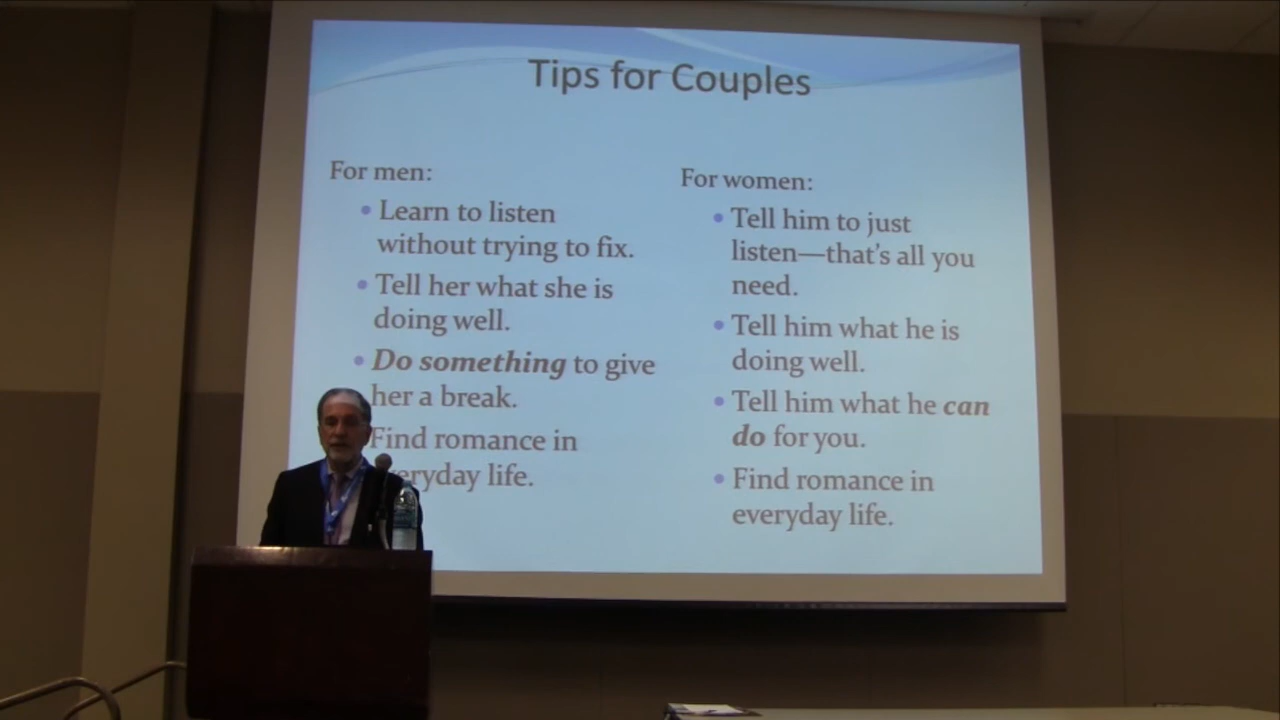 Tips for Couples
For men:
• Learn to listen
without trying to fix.
• Tell her what she is
doing well.
• Do something to give
her a break.
Find romance in
everyday life.
For women:
• Tell him to just
listen—that's all you
need.
• Tell him what he is
doing well.
• Tell him what he can
do for you.
• Find romance in
everyday life.